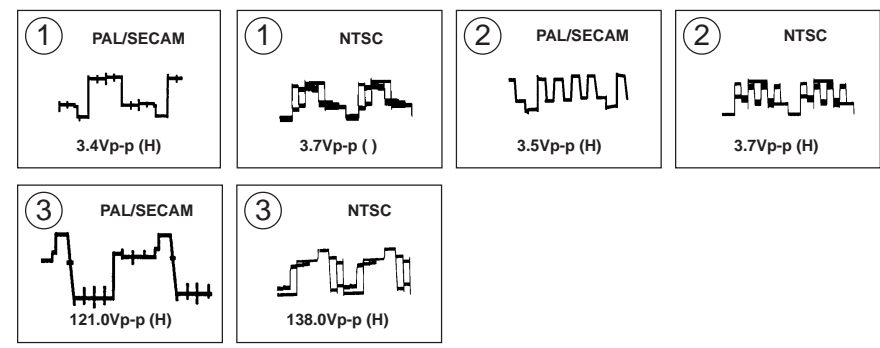 1 PAL/SECAM
3.4Vp-p (H)
1 NTSC
3.7Vp-p ( )
2 PAL/SECAM
3.5Vp-p (H)
2 NTSC
3.7Vp-p (H)
3 PAL/SECAM
121.0Vp-p (H)
3 NTSC
138.0Vp-p (H)